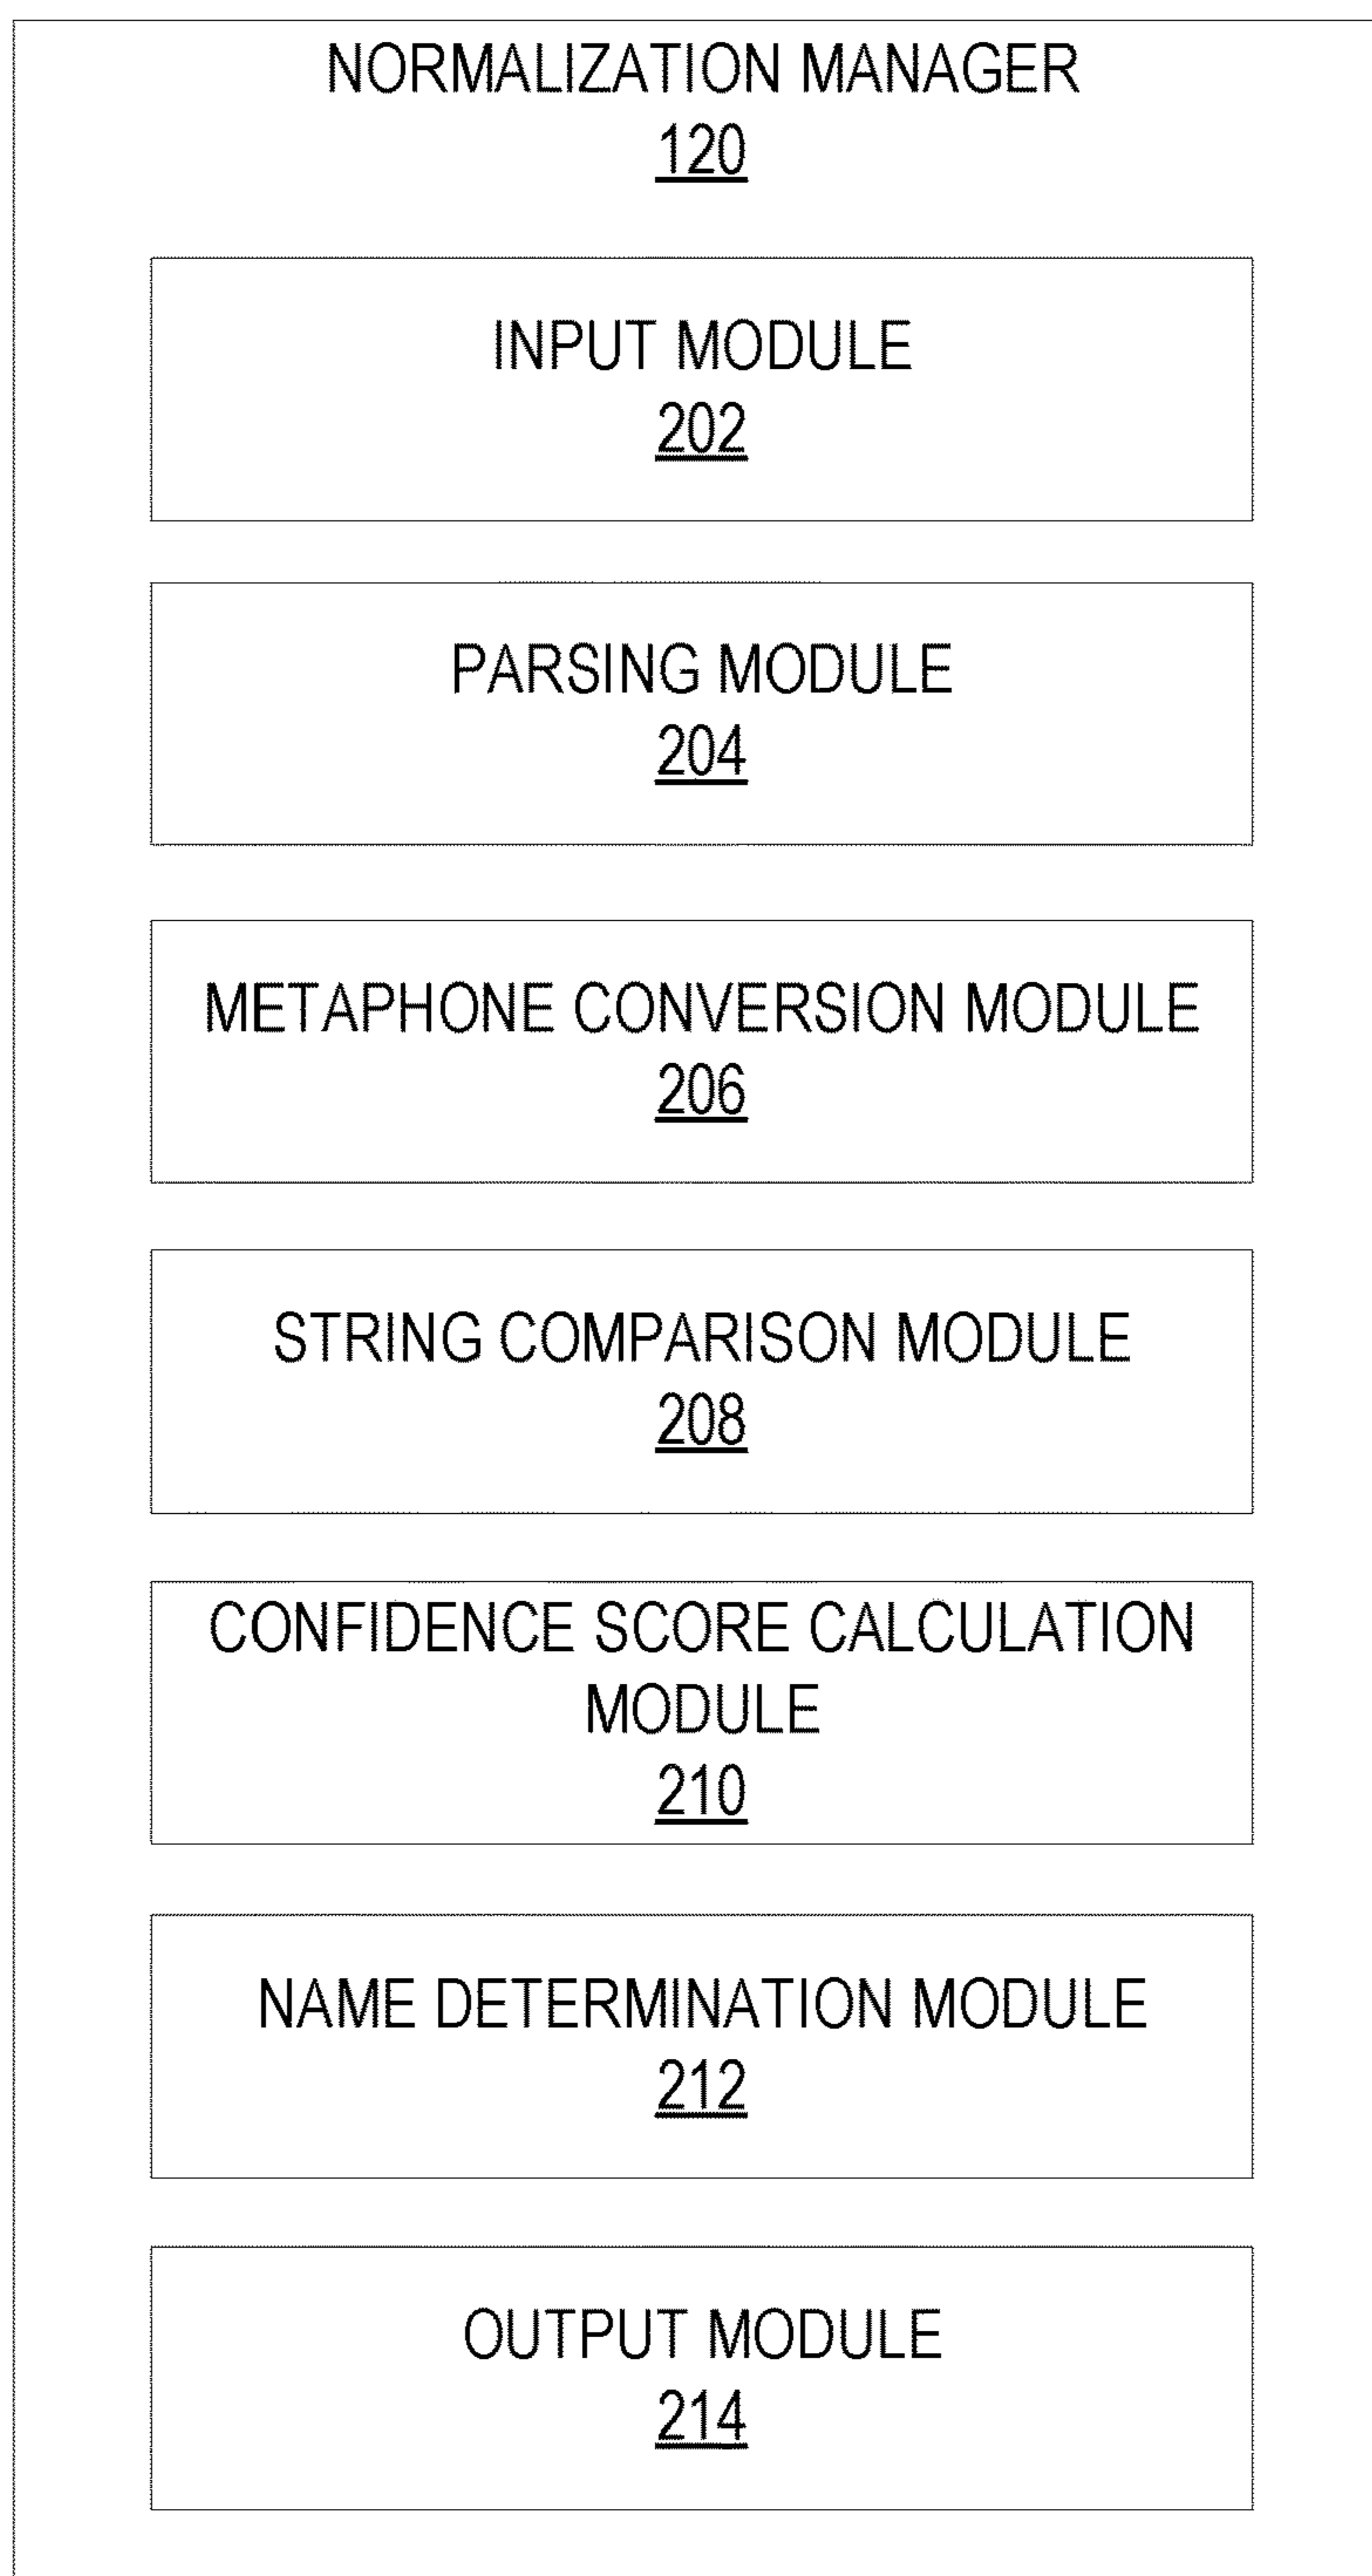 NORMALIZATION MANAGER
120
INPUT MODULE
202
PARSING MODULE
204
METAPHONE CONVERSION MODULE
206
STRING COMPARISON MODULE
208
CONFIDENCE SCORE CALCULATION
MODULE
210
NAME DETERMINATION MODULE
212
OUTPUT MODULE
214